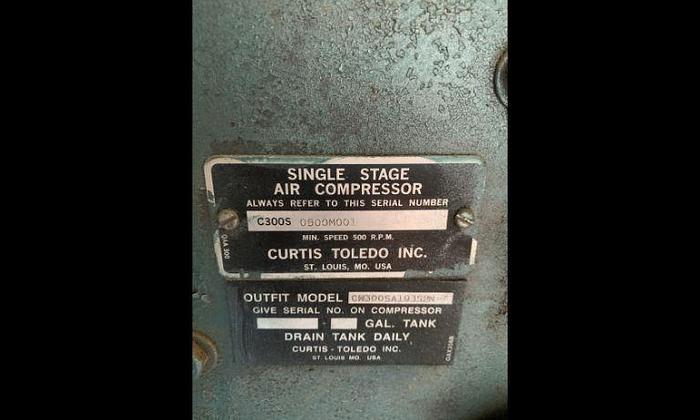 SINGLE STAGE
AIR COMPRESSOR
ALWAYS REFER TO THIS SERIAL NUMBER
C300S 0500M001
MIN. SPEED 500 R.P.M.
CURTIS TOLEDO INC.
ST. LOUIS, MO. USA
OUTFIT MODEL
GIVE SERIAL NO. ON COMPRESSOR
- GAL. TANK
DRAIN TANK DAILY
CURTIS - TOLEDO INC.
ST. LOUIS MO. USA